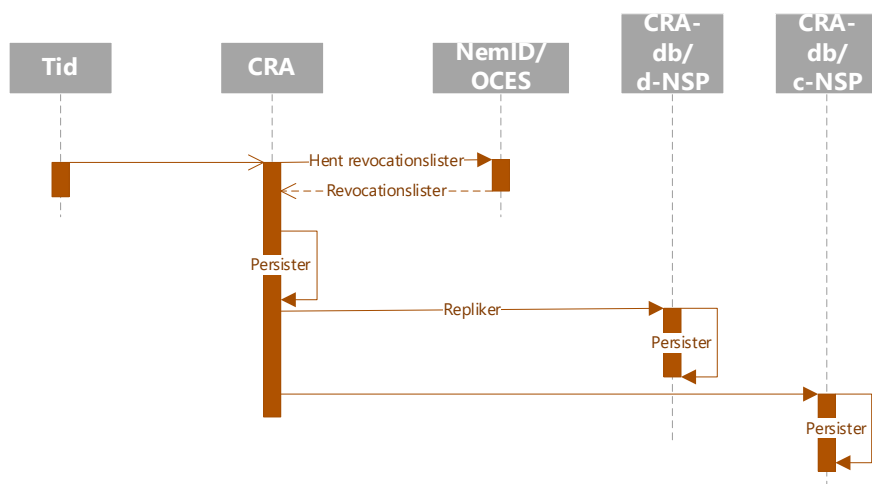 Tid
CRA
NemID/
OCES
CRA-
db/
d-NSP
CRA-
db/
c-NSP
Hent revocationslister
Revocationslister
Persister
Repliker
Persister
Persister